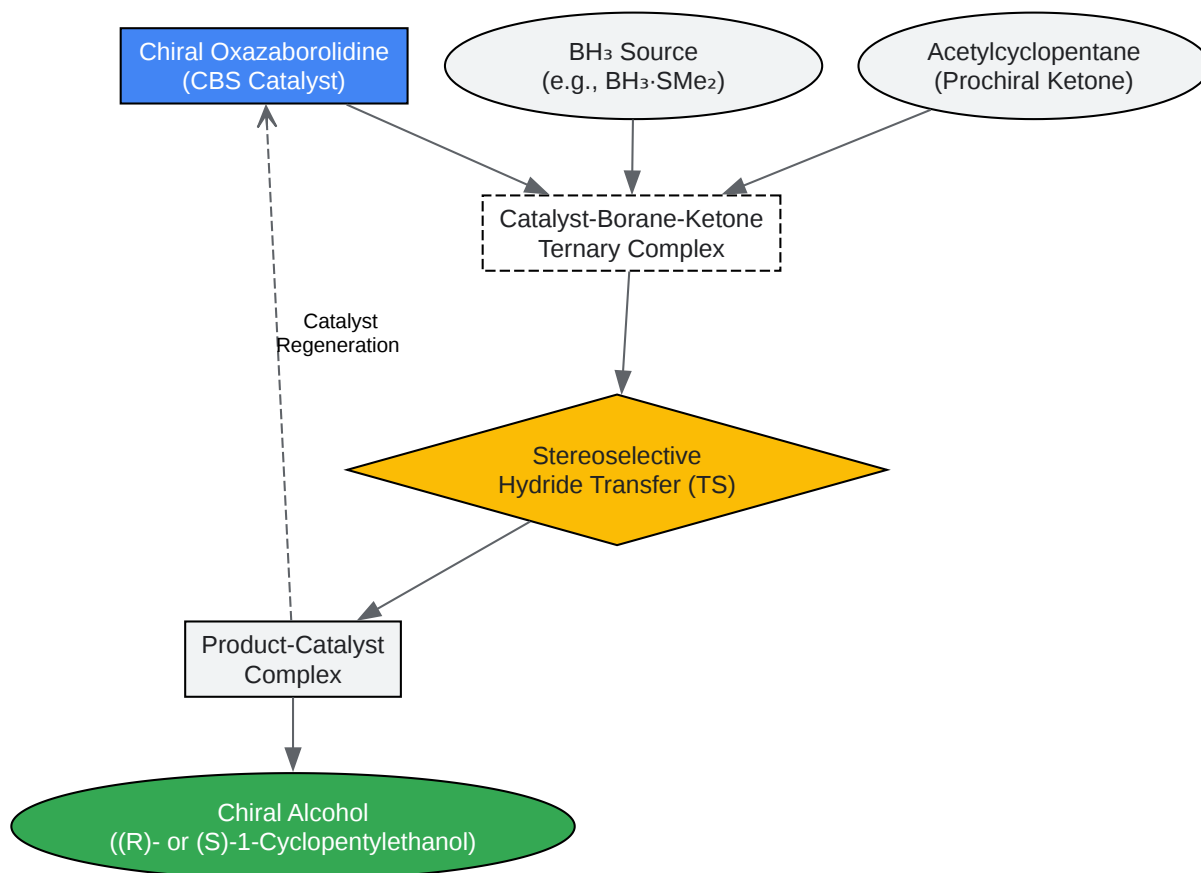 Chiral Oxazaborolidine
(CBS Catalyst)
BH₃ Source
(e.g., BH₃·SMe₂)
Acetylcyclopentane
(Prochiral Ketone)
Catalyst-Borane-Ketone
Ternary Complex
Catalyst
Regeneration
Stereoselective
Hydride Transfer (TS)
Product-Catalyst
Complex
Chiral Alcohol
((R)- or (S)-1-Cyclopentylethanol)